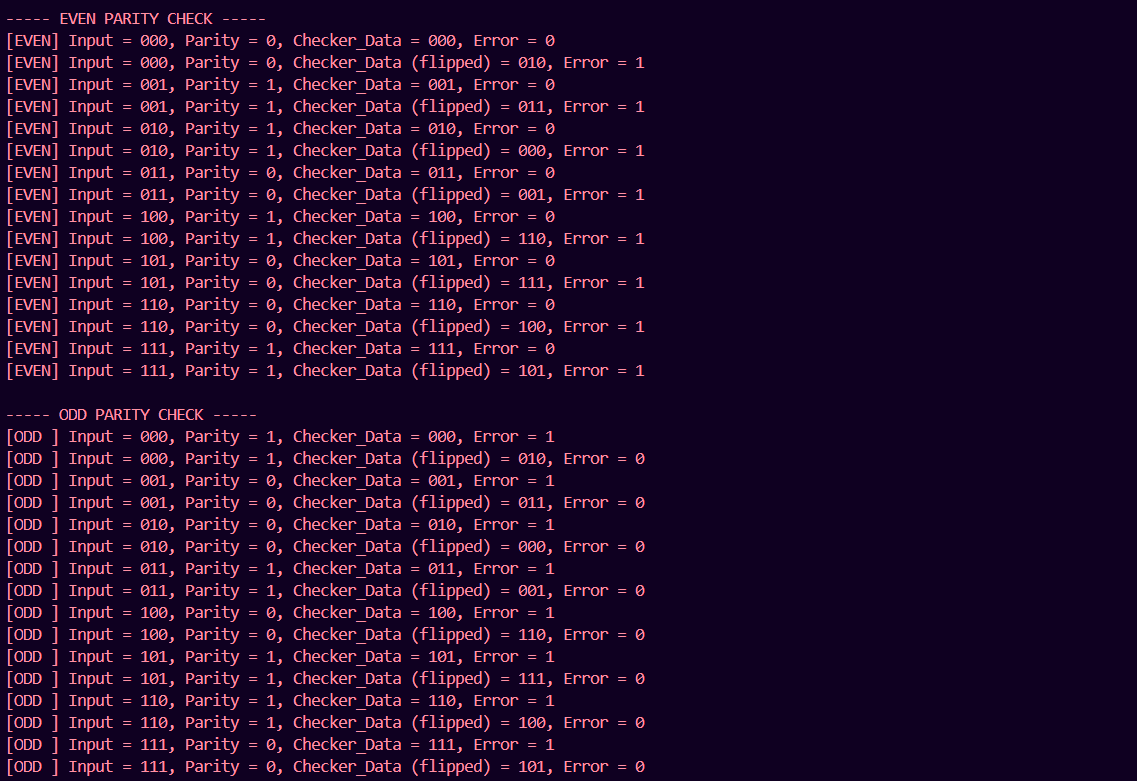 ----- EVEN PARITY CHECK -----
[EVEN] Input = 000, Parity = 0, Checker_Data = 000, Error = 0
[EVEN] Input = 000, Parity = 0, Checker_Data (flipped) = 010, Error = 1
[EVEN] Input = 001, Parity = 1, Checker_Data = 001, Error = 0
[EVEN] Input = 001, Parity = 1, Checker_Data (flipped) = 011, Error = 1
[EVEN] Input = 010, Parity = 1, Checker_Data = 010, Error = 0
[EVEN] Input = 010, Parity = 1, Checker_Data (flipped) = 000, Error = 1
[EVEN] Input = 011, Parity = 0, Checker_Data = 011, Error = 0
[EVEN] Input = 011, Parity = 0, Checker_Data (flipped) = 001, Error = 1
[EVEN] Input = 100, Parity = 1, Checker_Data = 100, Error = 0
[EVEN] Input = 100, Parity = 1, Checker_Data (flipped) = 110, Error = 1
[EVEN] Input = 101, Parity = 0, Checker_Data = 101, Error = 0
[EVEN] Input = 101, Parity = 0, Checker_Data (flipped) = 111, Error = 1
[EVEN] Input = 110, Parity = 0, Checker_Data = 110, Error = 0
[EVEN] Input = 110, Parity = 0, Checker_Data (flipped) = 100, Error = 1
[EVEN] Input = 111, Parity = 1, Checker_Data = 111, Error = 0
[EVEN] Input = 111, Parity = 1, Checker_Data (flipped) = 101, Error = 1

----- ODD PARITY CHECK -----
[ODD ] Input = 000, Parity = 1, Checker_Data = 000, Error = 1
[ODD ] Input = 000, Parity = 1, Checker_Data (flipped) = 010, Error = 0
[ODD ] Input = 001, Parity = 0, Checker_Data = 001, Error = 1
[ODD ] Input = 001, Parity = 0, Checker_Data (flipped) = 011, Error = 0
[ODD ] Input = 010, Parity = 0, Checker_Data = 010, Error = 1
[ODD ] Input = 010, Parity = 0, Checker_Data (flipped) = 000, Error = 0
[ODD ] Input = 011, Parity = 1, Checker_Data = 011, Error = 1
[ODD ] Input = 011, Parity = 1, Checker_Data (flipped) = 001, Error = 0
[ODD ] Input = 100, Parity = 0, Checker_Data = 100, Error = 1
[ODD ] Input = 100, Parity = 0, Checker_Data (flipped) = 110, Error = 0
[ODD ] Input = 101, Parity = 1, Checker_Data = 101, Error = 1
[ODD ] Input = 101, Parity = 1, Checker_Data (flipped) = 111, Error = 0
[ODD ] Input = 110, Parity = 1, Checker_Data = 110, Error = 1
[ODD ] Input = 110, Parity = 1, Checker_Data (flipped) = 100, Error = 0
[ODD ] Input = 111, Parity = 0, Checker_Data = 111, Error = 1
[ODD ] Input = 111, Parity = 0, Checker_Data (flipped) = 101, Error = 0